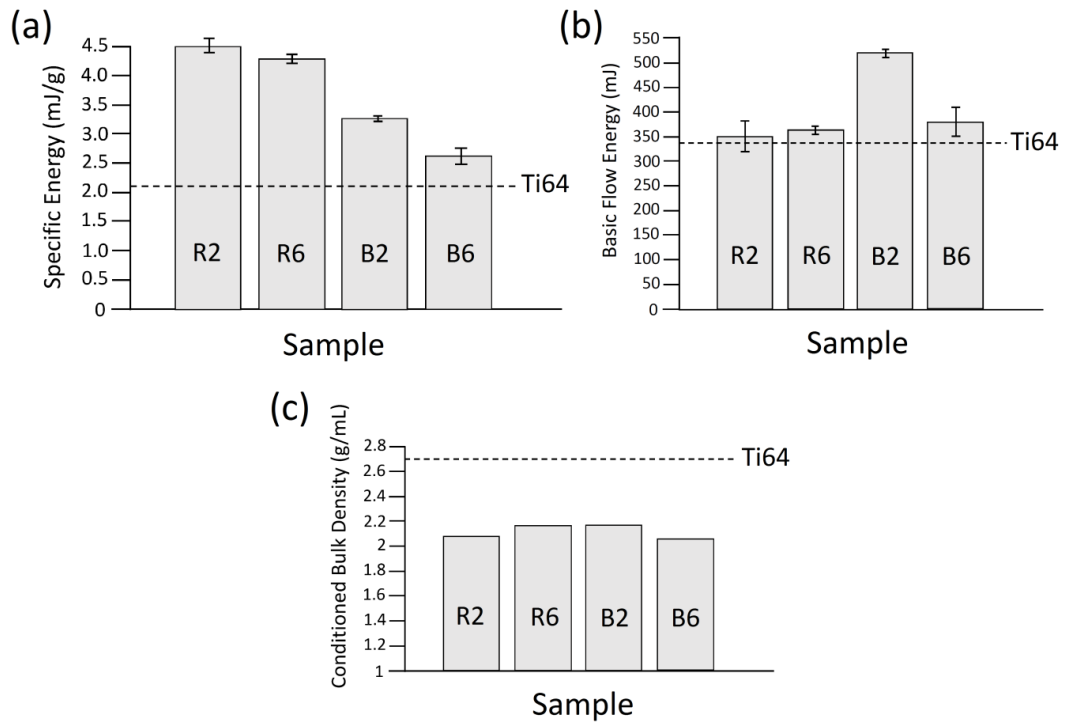 (a)
Specific Energy (mJ/g)
4.5
4.0
3.5
3.0
2.5
2.0
1.5
1.0
0.5
0
Ti64
R2 R6 B2 B6
Sample
(b)
Basic Flow Energy (mJ)
550
500
450
400
350
300
250
200
150
100
50
0
Ti64
R2 R6 B2 B6
Sample
(c)
Conditioned Bulk Density (g/mL)
2.8
2.6
2.4
2.2
2
1.8
1.6
1.4
1.2
1
Ti64
R2 R6 B2 B6
Sample